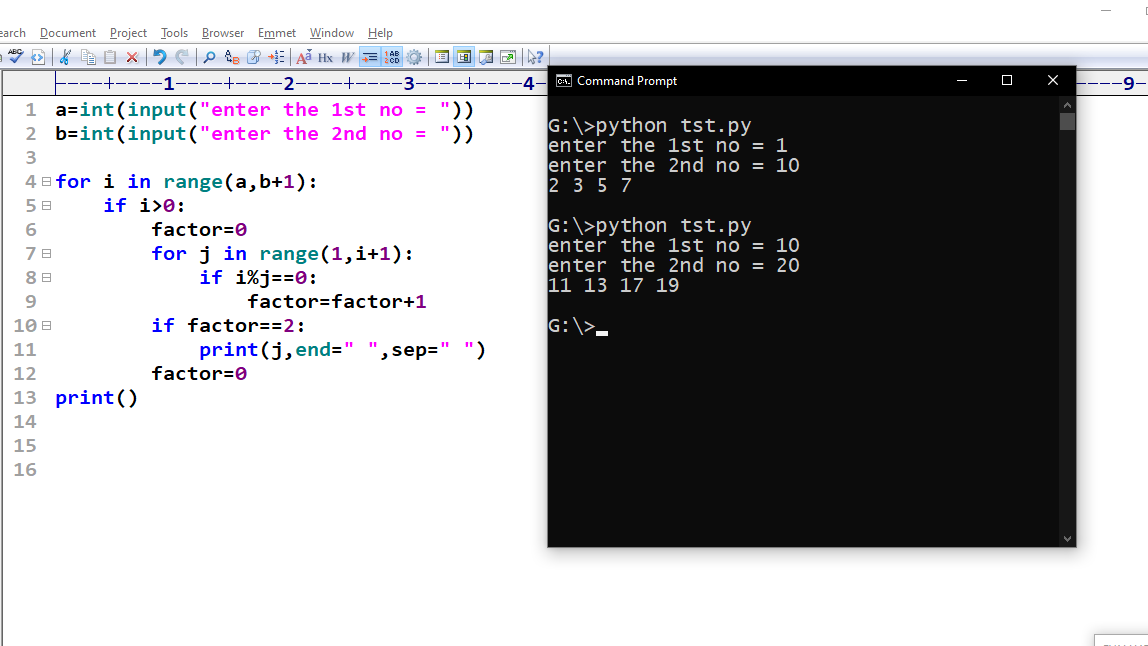 earch Document Project Tools Browser Emmet Window Help
1 2 3 4 9
Command Prompt
1 a=int(input("enter the 1st no = "))
2 b=int(input("enter the 2nd no = "))
3
4 for i in range(a,b+1):
5 if i>0:
6 factor=0
7 for j in range(1,i+1):
8 if i%j==0:
9 factor=factor+1
10 if factor==2:
11 print(j,end=" ",sep=" ")
12 factor=0
13 print()
14
15
16
G:\>python tst.py
enter the 1st no = 1
enter the 2nd no = 10
2 3 5 7
G:\>python tst.py
enter the 1st no = 10
enter the 2nd no = 20
11 13 17 19
G:\>